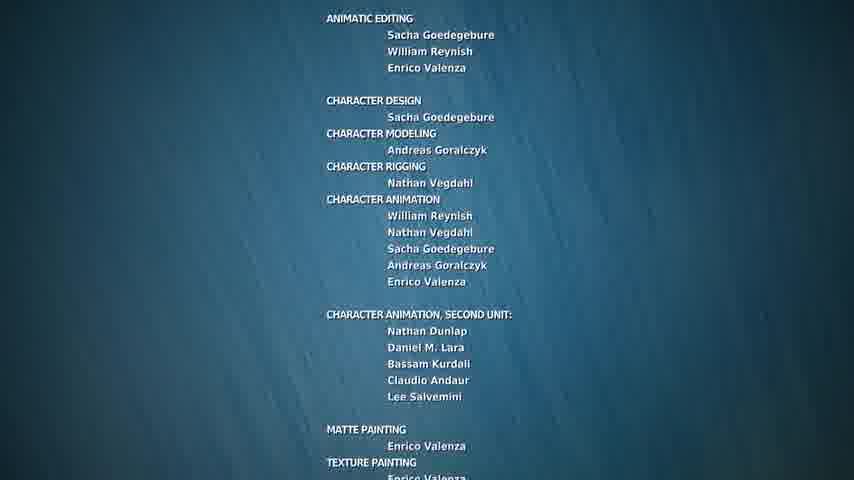 ANIMATIC EDITING
Sacha Goedegebure
William Reynish
Enrico Valenza
CHARACTER DESIGN
Sacha Goedegebure
CHARACTER MODELING
Andreas Goralczyk
CHARACTER RIGGING
Nathan Vegdahl
CHARACTER ANIMATION
William Reynish
Nathan Vegdahl
Sacha Goedegebure
Andreas Goralczyk
Enrico Valenza
CHARACTER ANIMATION, SECOND UNIT:
Nathan Dunlap
Daniel M. Lara
Bassam Kurdali
Claudio Andaur
Lee Salvemini
MATTE PAINTING
Enrico Valenza
TEXTURE PAINTING
Enrico Valenza